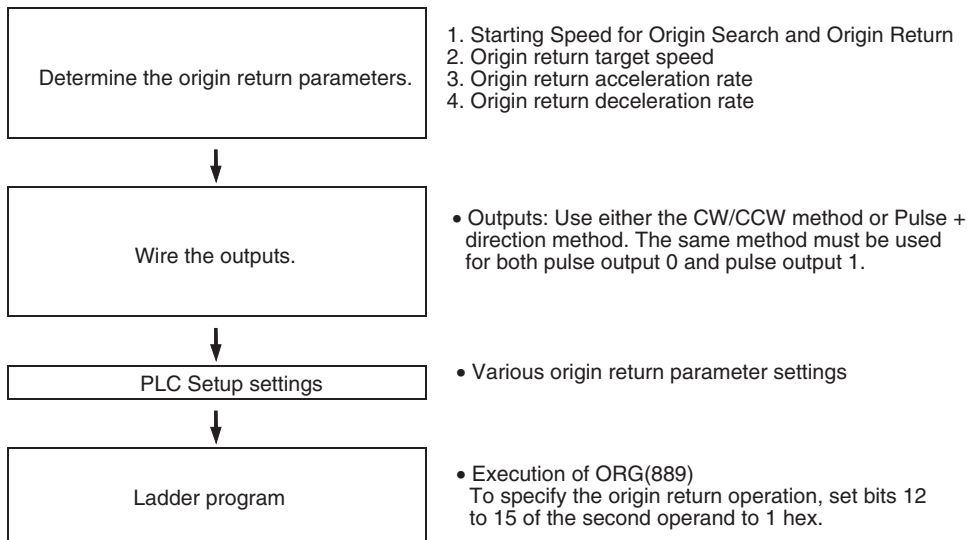 Determine the origin return parameters.
1. Starting Speed for Origin Search and Origin Return
2. Origin return target speed
3. Origin return acceleration rate
4. Origin return deceleration rate
Wire the outputs.
• Outputs: Use either the CW/CCW method or Pulse +
direction method. The same method must be used
for both pulse output 0 and pulse output 1.
PLC Setup settings
• Various origin return parameter settings
Ladder program
• Execution of ORG(889)
To specify the origin return operation, set bits 12
to 15 of the second operand to 1 hex.